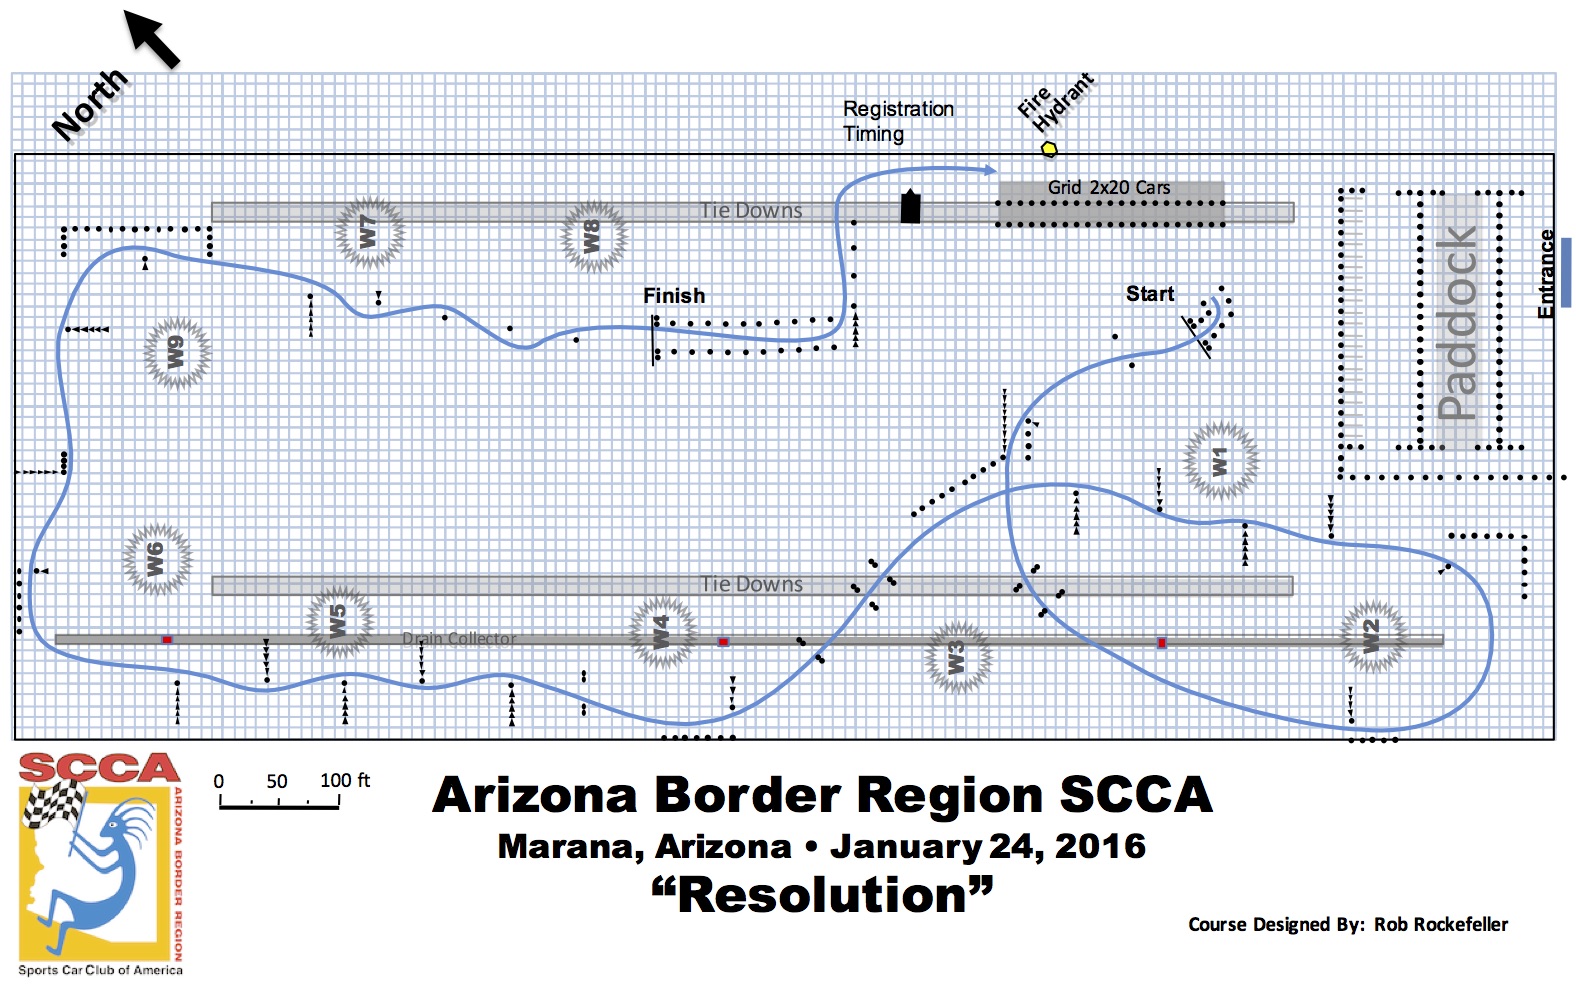 North
Registration
Timing
Fire
Hydrant
Grid 2x20 Cars
Tie Downs
W7
W8
Finish
Start
Paddock
Entrance
W9
W1
W6
Tie Downs
W5
Drain Collector
W4
W3
W2
SCCA
ARIZONA BORDER REGION
Sports Car Club of America
0 50 100 ft
Arizona Border Region SCCA
Marana, Arizona • January 24, 2016
“Resolution”
Course Designed By: Rob Rockefeller